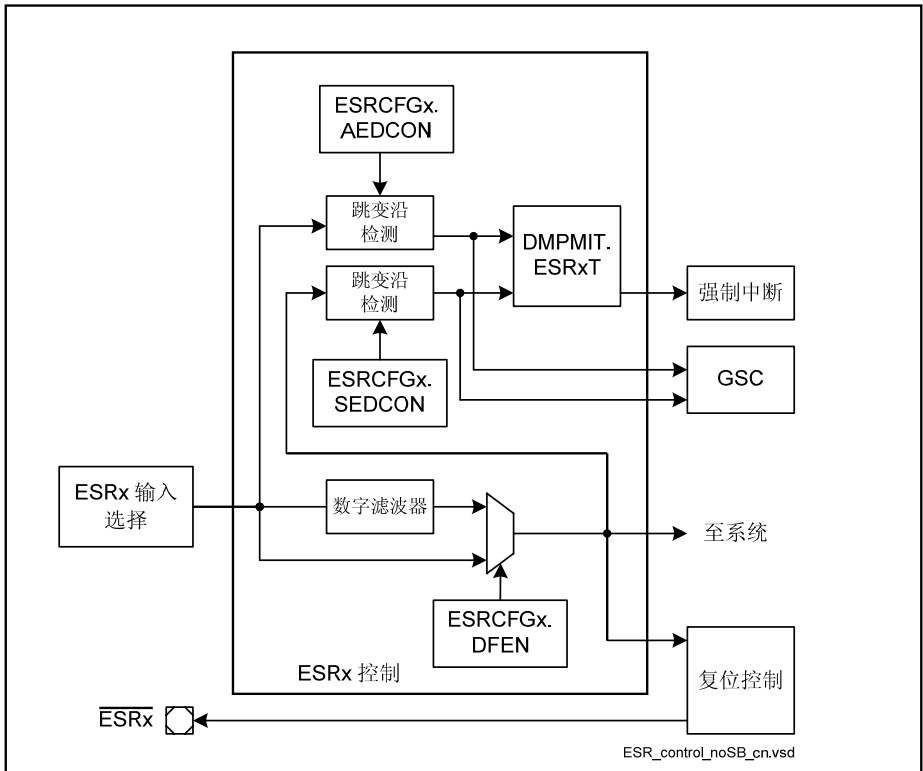 ESRCFGx.
AEDCON
跳变沿
检测
DMPMIT.
ESRxT
跳变沿
检测
强制中断
ESRCFGx.
SEDCON
GSC
ESRx 输入
选择
数字滤波器
至系统
ESRCFGx.
DFEN
ESRx 控制
复位控制
ESRx
ESR_control_noSB_cn.vsd